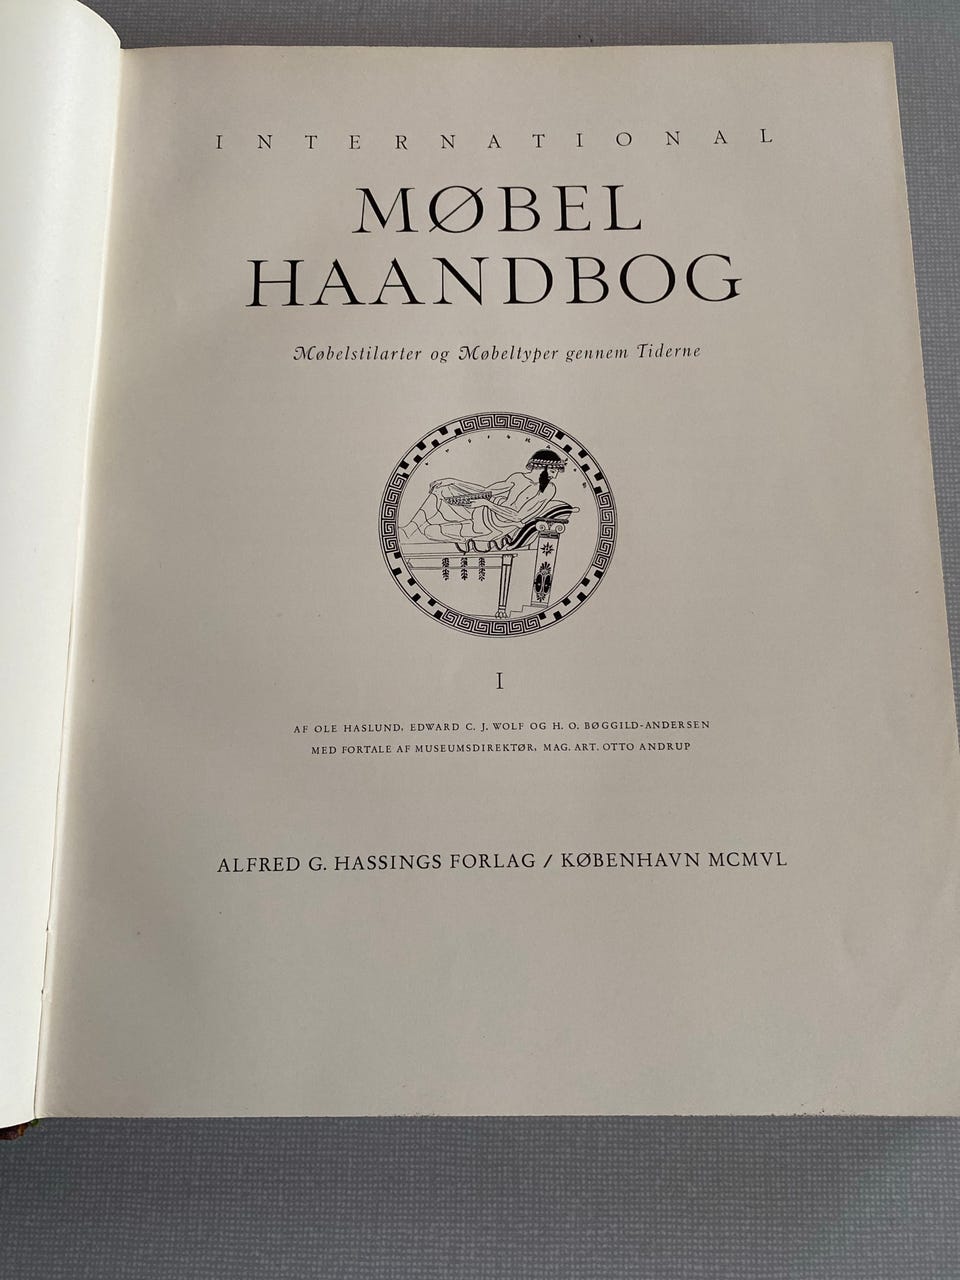 INTERNATIONAL
MØBEL
HAANDBOG
Møbelstilarter og Møbeltyper gennem Tiderne
I
AF OLE HASLUND, EDWARD C. J. WOLF OG H. O. BØGGILD-ANDERSEN
MED FORTALE AF MUSEUMSDIREKTØR, MAG. ART. OTTO ANDRUP
ALFRED G. HASSINGS FORLAG / KØBENHAVN MCMVL